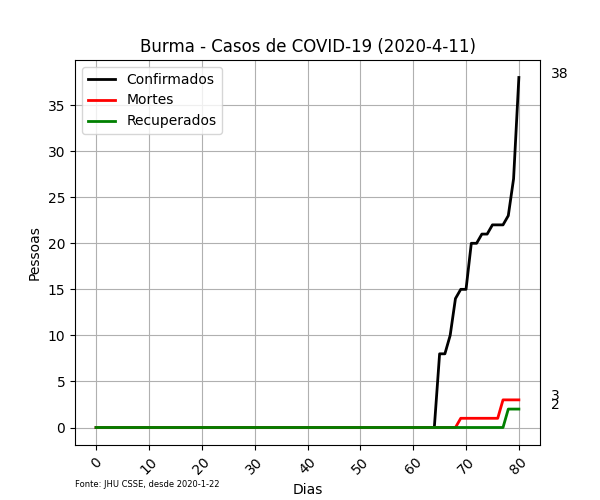 Burma - Casos de COVID-19 (2020-4-11)
Confirmados
Mortes
Recuperados
38
35
30
25
20
15
10
5
0
3
2
Pessoas
0 10 20 30 40 50 60 70 80
Dias
Fonte: JHU CSSE, desde 2020-1-22